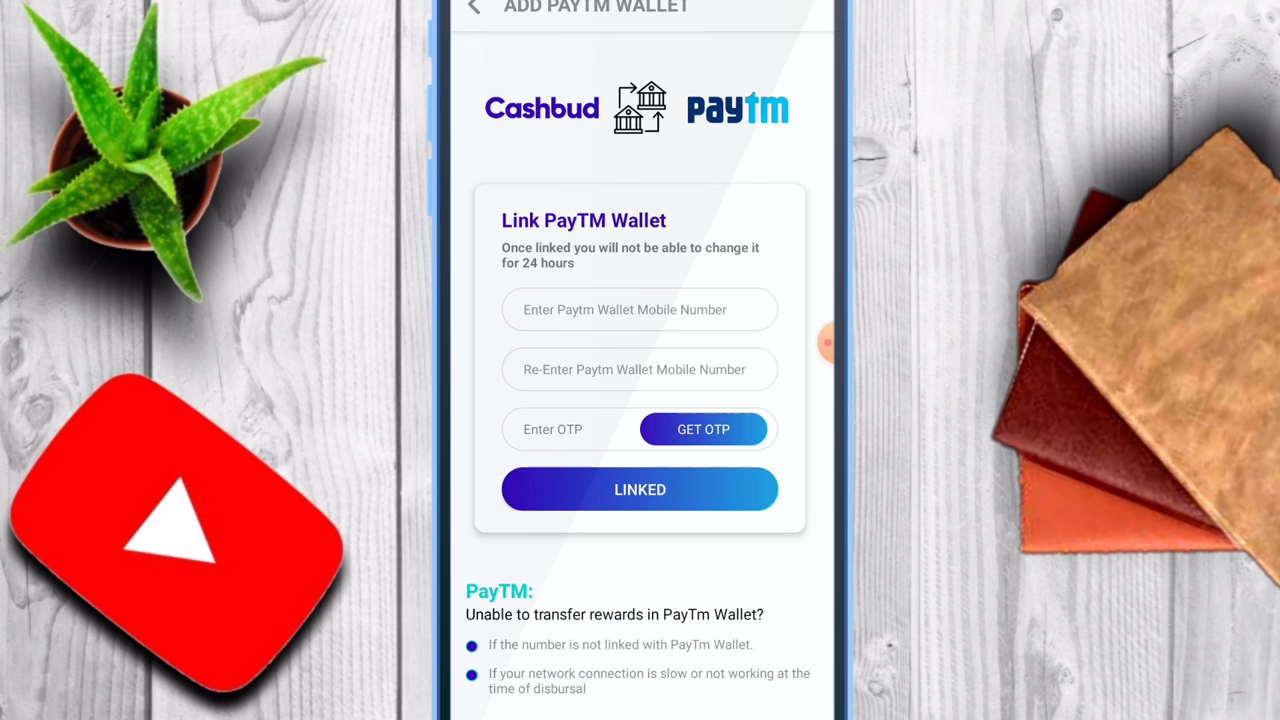 ADD PAYTM WALLET
Cashbud
paytm
Link PayTM Wallet
Once linked you will not be able to change it
for 24 hours
Enter Paytm Wallet Mobile Number
Re-Enter Paytm Wallet Mobile Number
Enter OTP
GET OTP
LINKED
PayTM:
Unable to transfer rewards in PayTm Wallet?
If the number is not linked with PayTm Wallet.
If your network connection is slow or not working at the
time of disbursal